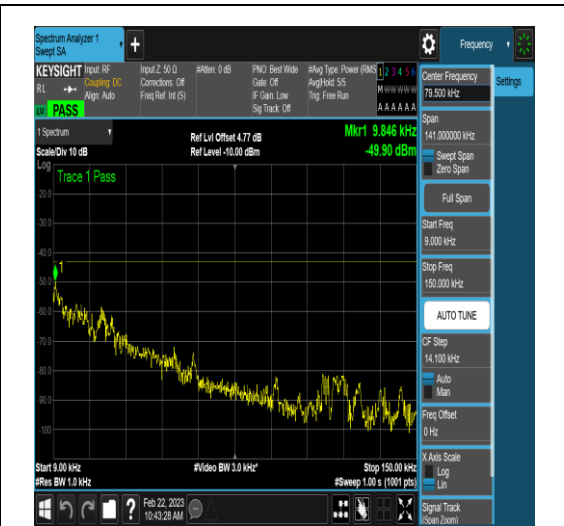 Spectrum Analyzer 1
Swept SA
Frequency
KEYSIGHT
RL
PASS
Input: RF
Coupling: DC
Align: Auto
Input Z: 50 Ω
Corrections: Off
Freq Ref: Int (S)
#Atten: 0 dB
PNO: Best Wide
Gate: Off
IF Gain: Low
Sig Track: Off
#Avg Type: Power (RMS
Avg|Hold: 5/5
Trig: Free Run
1 2 3 4 5 6
M W W W W W
A A A A A A
1 Spectrum
Scale/Div 10 dB
Ref Lvl Offset 4.77 dB
Ref Level -10.00 dBm
Mkr1 9.846 kHz
-49.90 dBm
Log
Trace 1 Pass
-20.0
-30.0
-40.0
1
-50.0
-60.0
-70.0
-80.0
-90.0
-100
Start 9.00 kHz
#Res BW 1.0 kHz
#Video BW 3.0 kHz*
Stop 150.00 kHz
#Sweep 1.00 s (1001 pts)
Feb 22, 2023
10:43:28 AM
?
Center Frequency
79.500 kHz
Settings
Span
141.000000 kHz
Swept Span
Zero Span
Full Span
Start Freq
9.000 kHz
Stop Freq
150.000 kHz
AUTO TUNE
CF Step
14.100 kHz
Auto
Man
Freq Offset
0 Hz
X Axis Scale
Log
Lin
Signal Track
(Span Zoom)